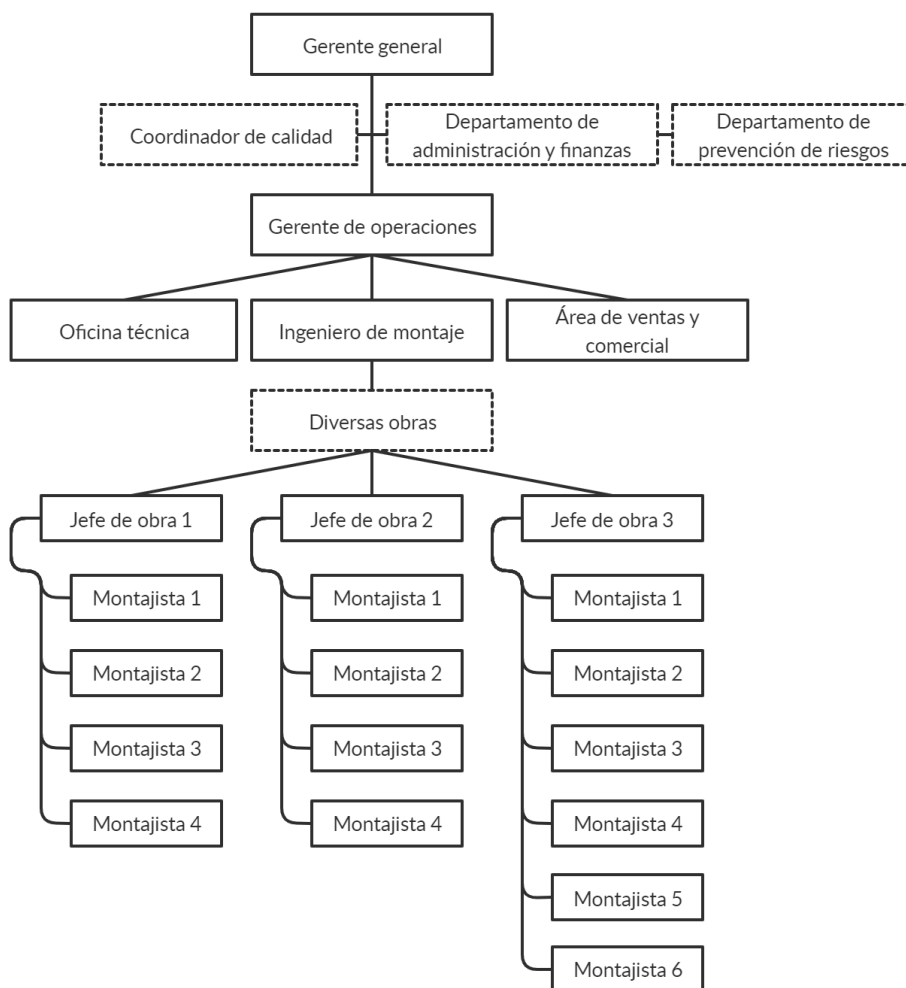 Gerente general
Coordinador de calidad
Departamento de
administración y finanzas
Departamento de
prevención de riesgos
Gerente de operaciones
Oficina técnica
Ingeniero de montaje
Área de ventas y
comercial
Diversas obras
Jefe de obra 1
Jefe de obra 2
Jefe de obra 3
Montajista 1
Montajista 1
Montajista 1
Montajista 2
Montajista 2
Montajista 2
Montajista 3
Montajista 3
Montajista 3
Montajista 4
Montajista 4
Montajista 4
Montajista 5
Montajista 6